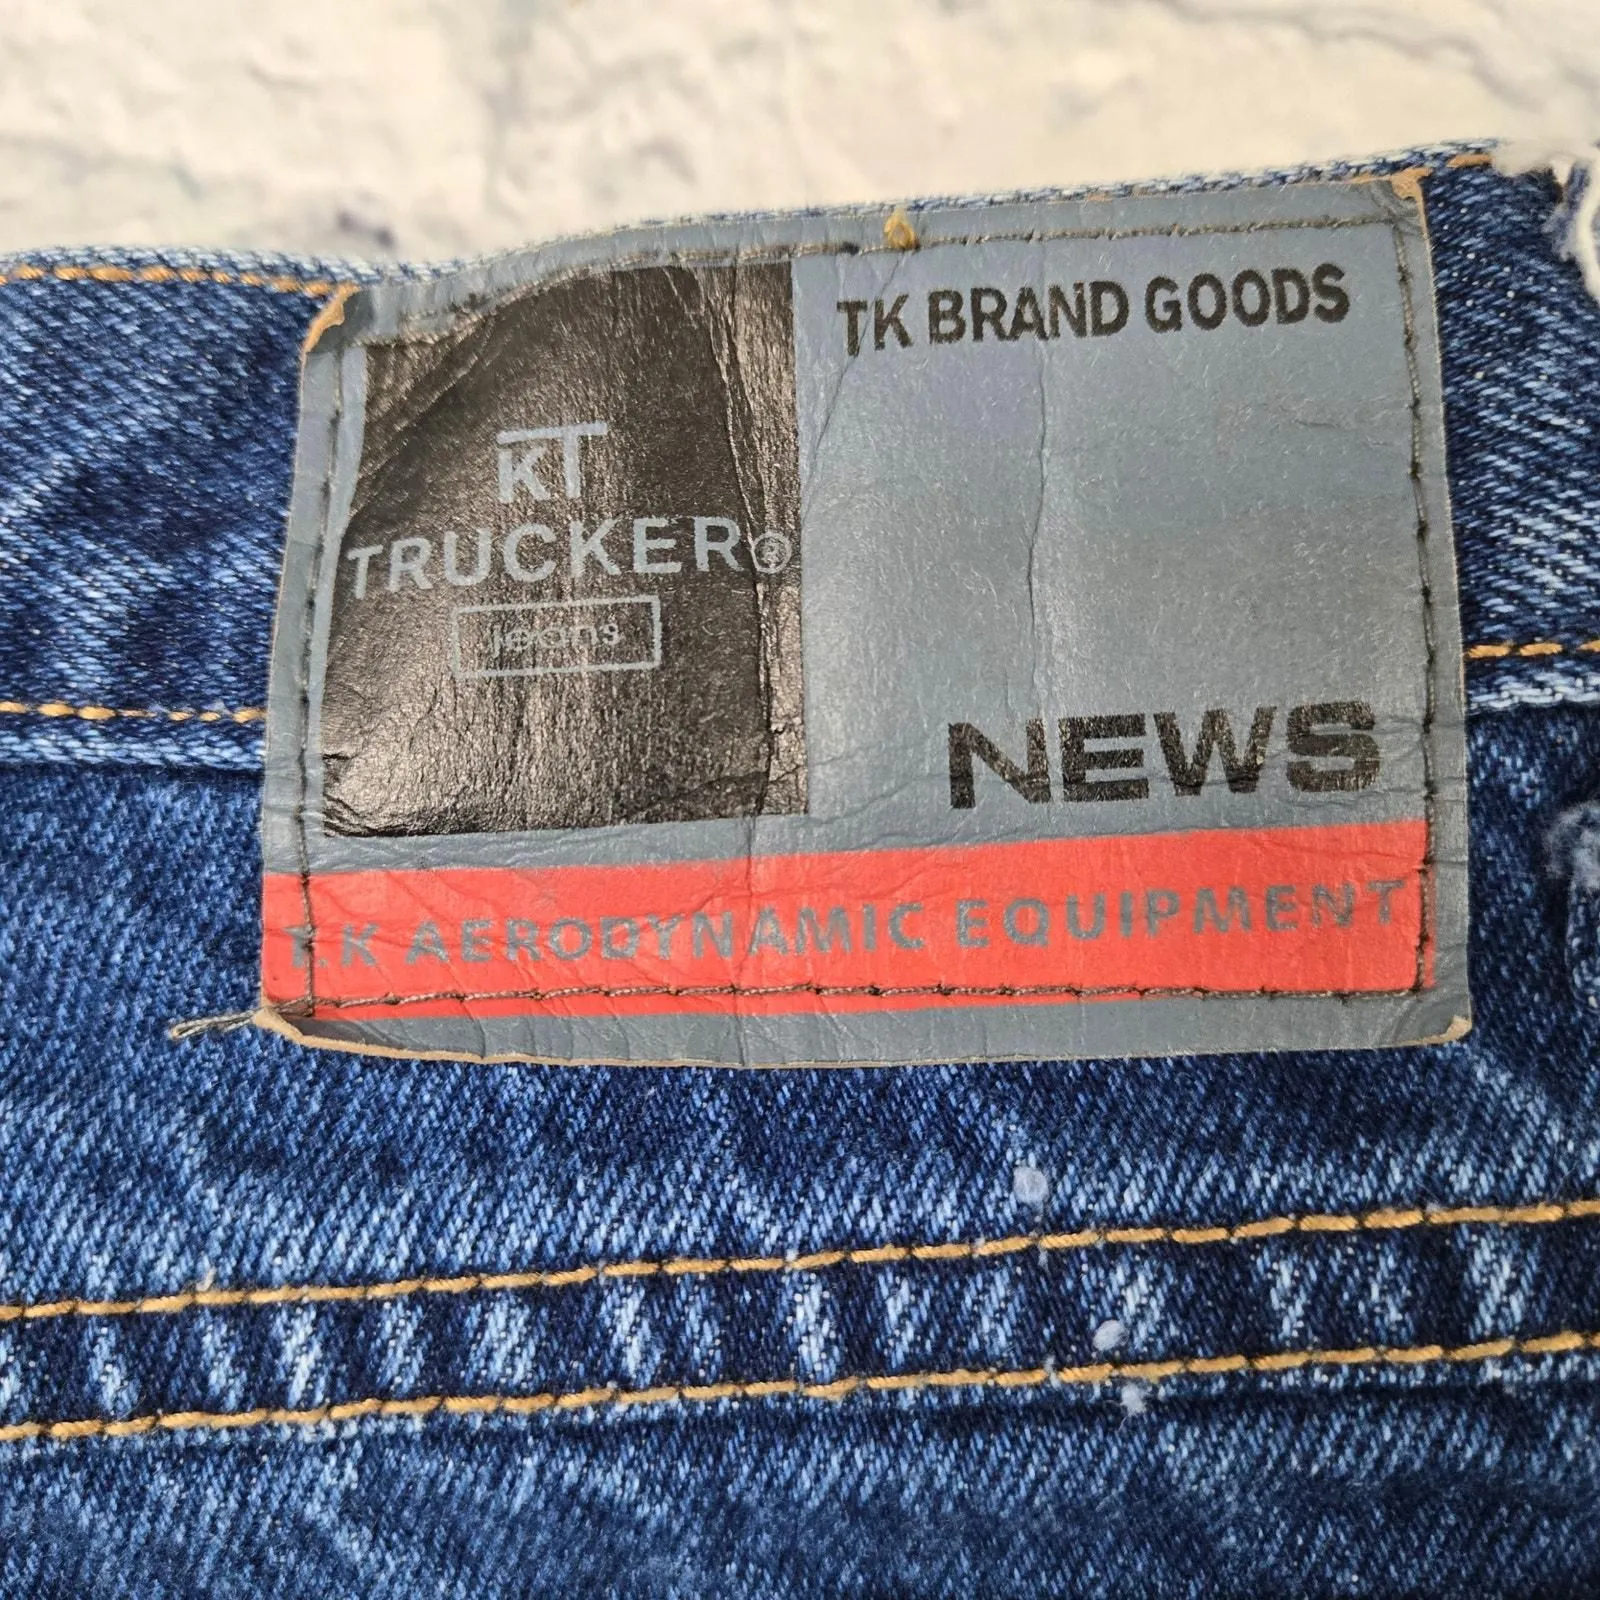 KT
TRUCKER®
jeans
TK BRAND GOODS
NEWS
T.K AERODYNAMIC EQUIPMENT